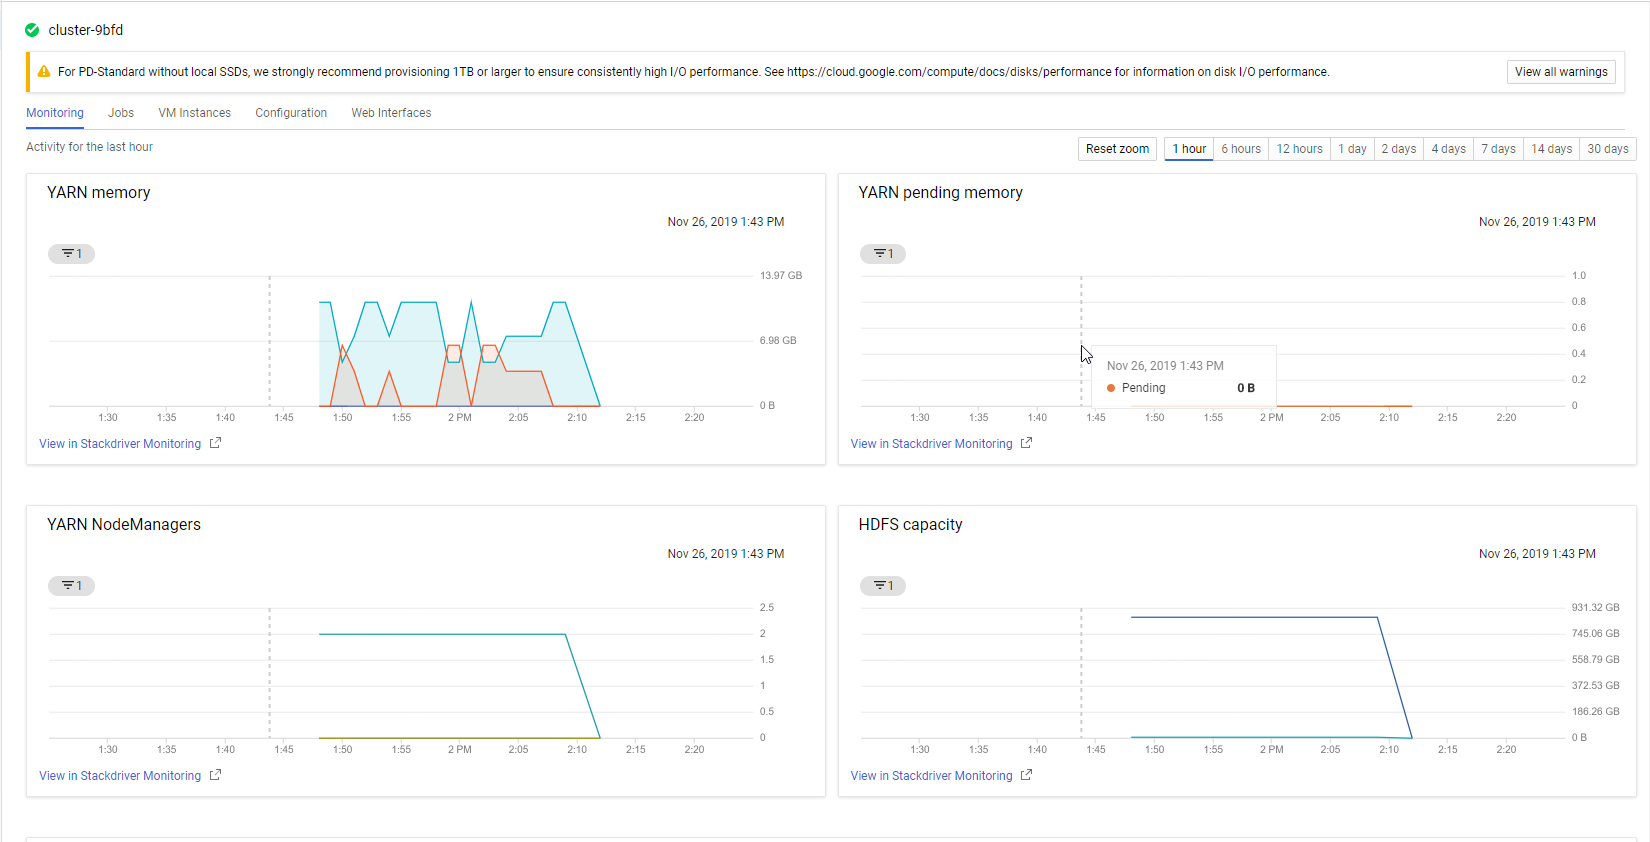 cluster-9bfd
For PD-Standard without local SSDs, we strongly recommend provisioning 1TB or larger to ensure consistently high I/O performance. See https://cloud.google.com/compute/docs/disks/performance for information on disk I/O performance.
View all warnings
Monitoring Jobs VM Instances Configuration Web Interfaces
Activity for the last hour
Reset zoom 1 hour 6 hours 12 hours 1 day 2 days 4 days 7 days 14 days 30 days
YARN memory
Nov 26, 2019 1:43 PM
1
13.97 GB
6.98 GB
0 B
1:30 1:35 1:40 1:45 1:50 1:55 2 PM 2:05 2:10 2:15 2:20
View in Stackdriver Monitoring
YARN pending memory
Nov 26, 2019 1:43 PM
1
1.0
0.8
0.6
0.4
0.2
0
Nov 26, 2019 1:43 PM
Pending 0 B
1:30 1:35 1:40 1:45 1:50 1:55 2 PM 2:05 2:10 2:15 2:20
View in Stackdriver Monitoring
YARN NodeManagers
Nov 26, 2019 1:43 PM
1
2.5
2
1.5
1
0.5
0
1:30 1:35 1:40 1:45 1:50 1:55 2 PM 2:05 2:10 2:15 2:20
View in Stackdriver Monitoring
HDFS capacity
Nov 26, 2019 1:43 PM
1
931.32 GB
745.06 GB
558.79 GB
372.53 GB
186.26 GB
0 B
1:30 1:35 1:40 1:45 1:50 1:55 2 PM 2:05 2:10 2:15 2:20
View in Stackdriver Monitoring